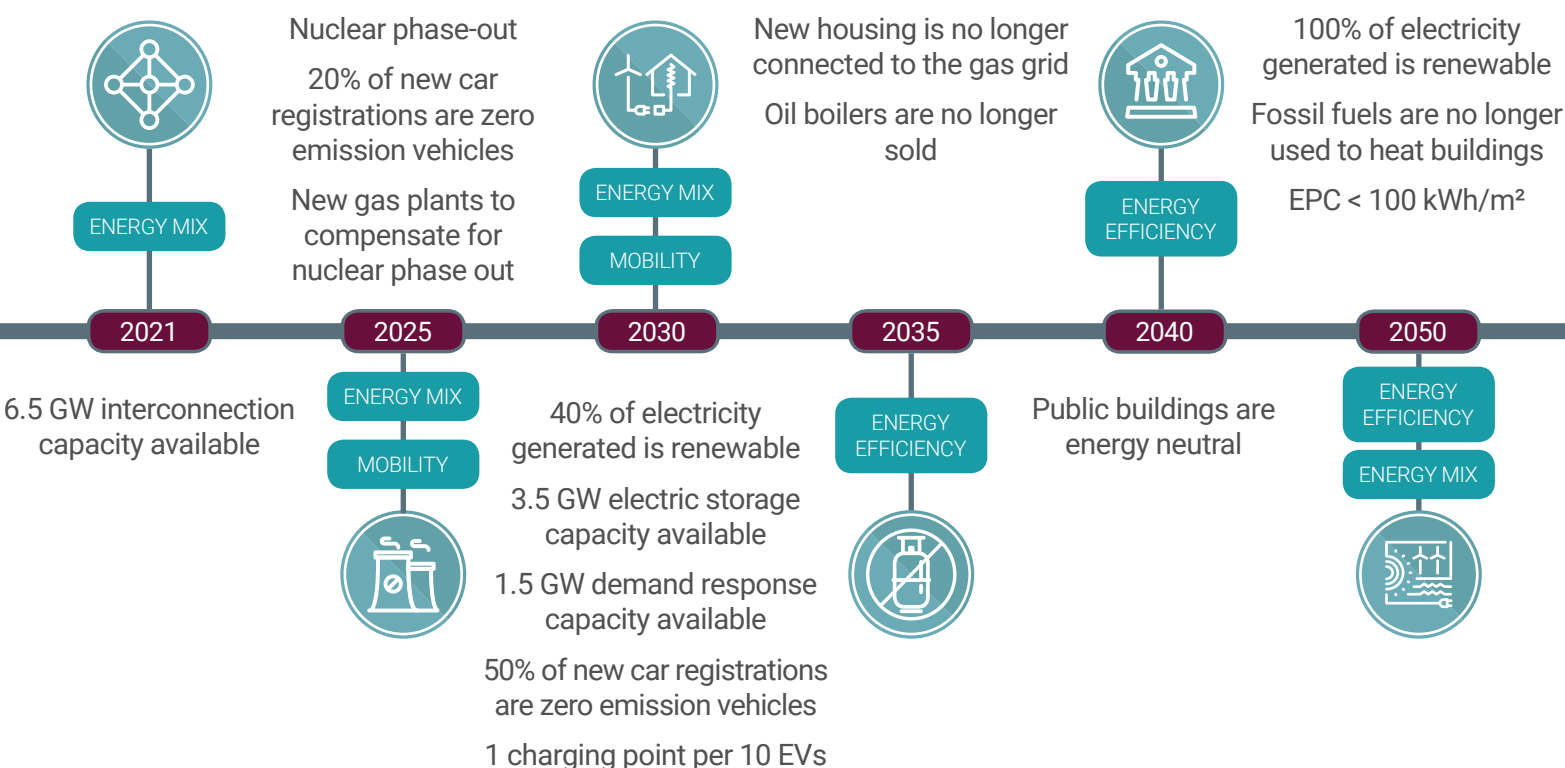 ENERGY MIX
2021
6.5 GW interconnection
capacity available
Nuclear phase-out
20% of new car
registrations are zero
emission vehicles
New gas plants to
compensate for
nuclear phase out
2025
ENERGY MIX
MOBILITY
ENERGY MIX
MOBILITY
2030
40% of electricity
generated is renewable
3.5 GW electric storage
capacity available
1.5 GW demand response
capacity available
50% of new car registrations
are zero emission vehicles
1 charging point per 10 EVs
New housing is no longer
connected to the gas grid
Oil boilers are no longer
sold
2035
ENERGY
EFFICIENCY
ENERGY
EFFICIENCY
2040
Public buildings are
energy neutral
100% of electricity
generated is renewable
Fossil fuels are no longer
used to heat buildings
EPC < 100 kWh/m²
2050
ENERGY
EFFICIENCY
ENERGY MIX